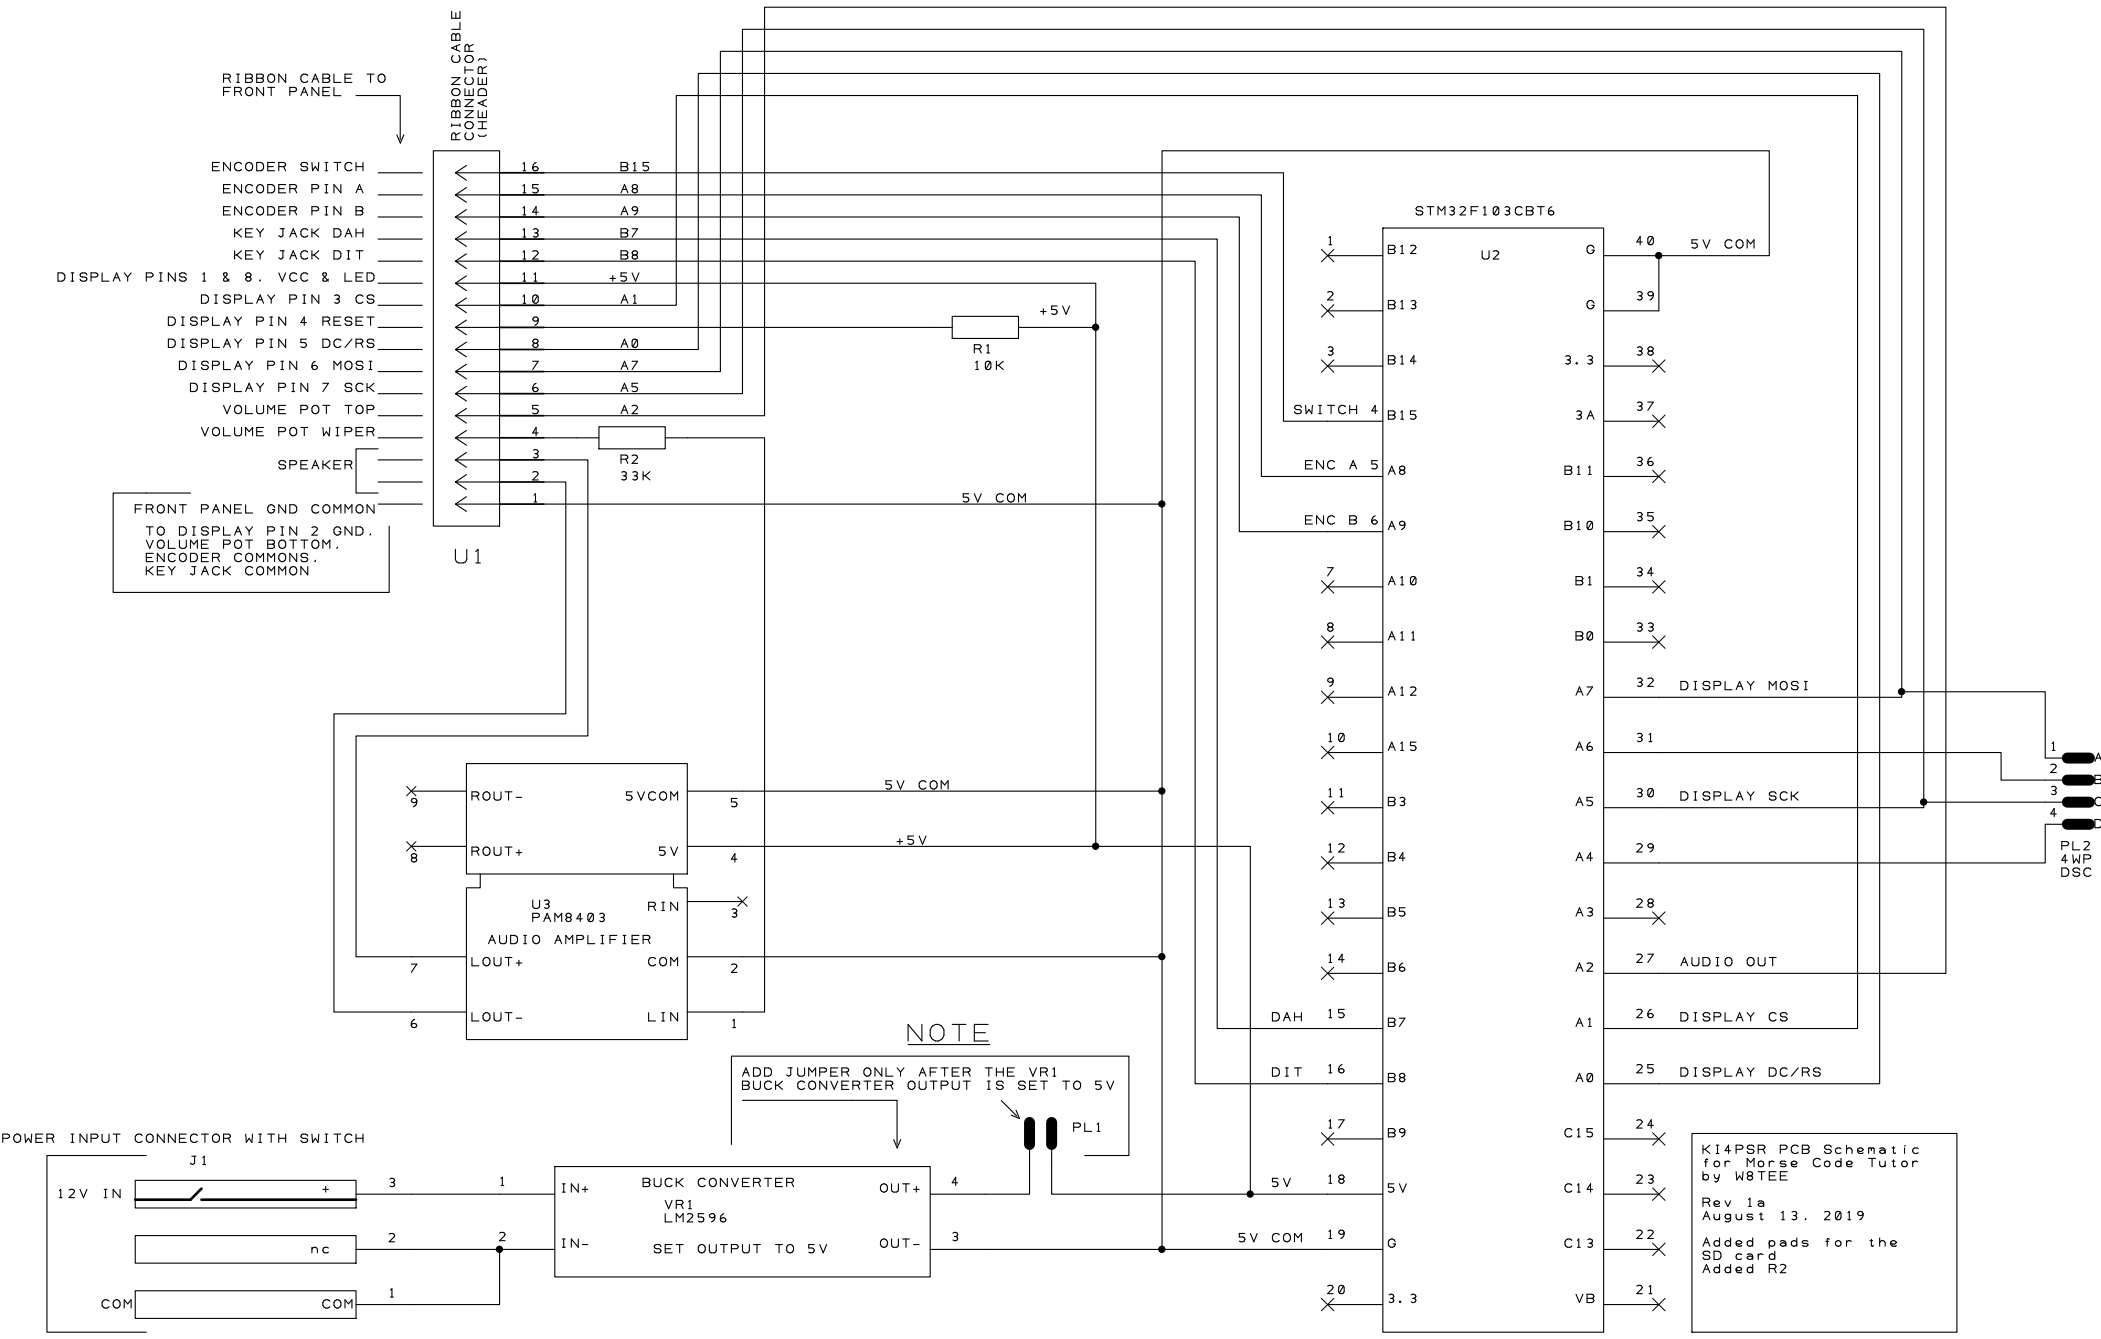 RIBBON CABLE TO
FRONT PANEL
RIBBON CABLE
CONNECTOR
(HEADER)
ENCODER SWITCH 16 B15
ENCODER PIN A 15 A8
ENCODER PIN B 14 A9
KEY JACK DAH 13 B7
KEY JACK DIT 12 B8
DISPLAY PINS 1 & 8. VCC & LED 11 +5V
DISPLAY PIN 3 CS 10 A1
DISPLAY PIN 4 RESET 9
DISPLAY PIN 5 DC/RS 8 A0
DISPLAY PIN 6 MOSI 7 A7
DISPLAY PIN 7 SCK 6 A5
VOLUME POT TOP 5 A2
VOLUME POT WIPER 4
SPEAKER 3
2
FRONT PANEL GND COMMON 1 5V COM
TO DISPLAY PIN 2 GND.
VOLUME POT BOTTOM.
ENCODER COMMONS.
KEY JACK COMMON
U1
+5V
R1
10K
R2
33K
STM32F103CBT6
U2
1 B12
2 B13
3 B14
SWITCH 4 B15
ENC A 5 A8
ENC B 6 A9
7 A10
8 A11
9 A12
10 A15
11 B3
12 B4
13 B5
14 B6
DAH 15 B7
DIT 16 B8
17 B9
5V 18 5V
5V COM 19 G
20 3.3
G 40 5V COM
G 39
3.3 38
3A 37
B11 36
B10 35
B1 34
B0 33
A7 32 DISPLAY MOSI
A6 31
A5 30 DISPLAY SCK
A4 29
A3 28
A2 27 AUDIO OUT
A1 26 DISPLAY CS
A0 25 DISPLAY DC/RS
C15 24
C14 23
C13 22
VB 21
1 A
2 B
3 C
4 D
PL2
4WP
DSC
9 ROUT- 5VCOM 5 5V COM
8 ROUT+ 5V 4 +5V
U3
PAM8403
RIN 3
AUDIO AMPLIFIER
7 LOUT+ COM 2
6 LOUT- LIN 1
NOTE
ADD JUMPER ONLY AFTER THE VR1
BUCK CONVERTER OUTPUT IS SET TO 5V
PL1
POWER INPUT CONNECTOR WITH SWITCH
J1
12V IN + 3
nc 2
COM COM 1
BUCK CONVERTER
VR1
LM2596
SET OUTPUT TO 5V
1 IN+ OUT+ 4
2 IN- OUT- 3
KI4PSR PCB Schematic
for Morse Code Tutor
by W8TEE
Rev 1a
August 13. 2019
Added pads for the
SD card
Added R2